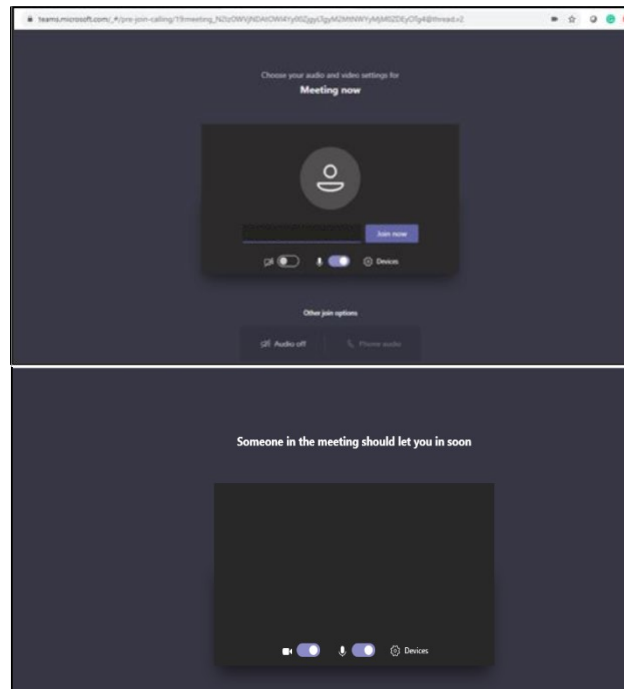 Choose your audio and video settings for
Meeting now
Join now
Devices
Other join options
Audio off
Phone audio
Someone in the meeting should let you in soon
Devices